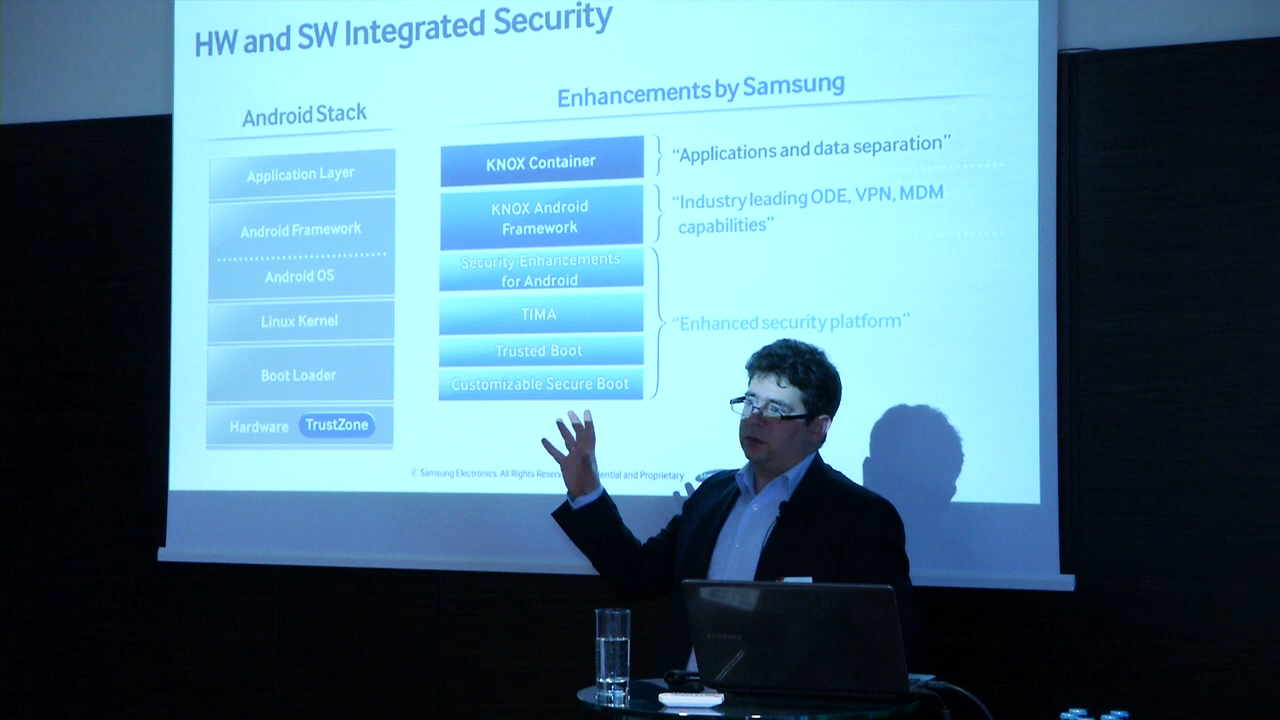 HW and SW Integrated Security
Android Stack
Application Layer
Android Framework
Android OS
Linux Kernel
Boot Loader
Hardware TrustZone
Enhancements by Samsung
KNOX Container
KNOX Android
Framework
Security Enhancements
for Android
TIMA
Trusted Boot
Customizable Secure Boot
“Applications and data separation”
“Industry leading ODE, VPN, MDM
capabilities”
“Enhanced security platform”
© Samsung Electronics. All Rights and Proprietary